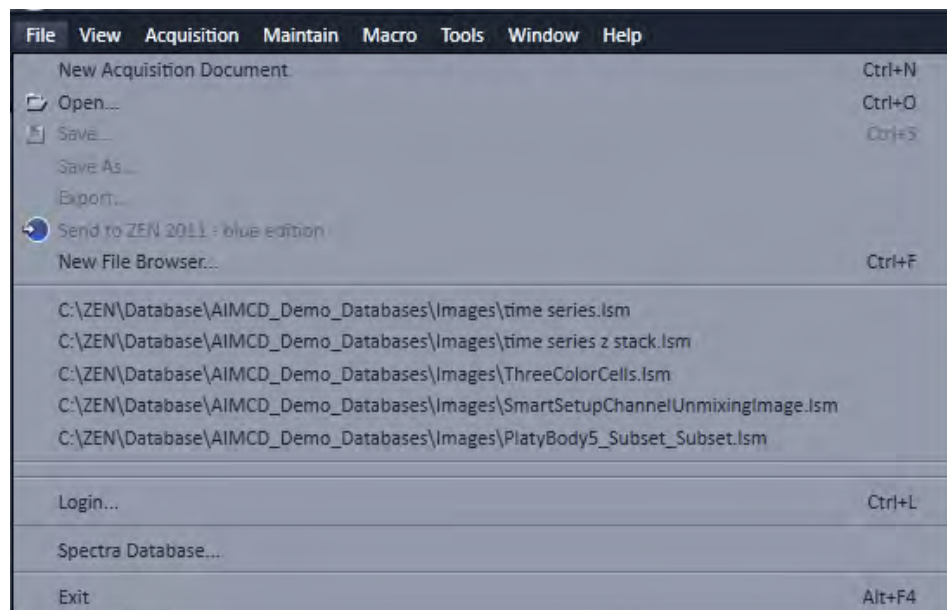 File View Acquisition Maintain Macro Tools Window Help
New Acquisition Document Ctrl+N
Open... Ctrl+O
Save... Ctrl+S
Save As...
Export...
Send to ZEN 2011 - blue edition
New File Browser... Ctrl+F
C:\ZEN\Database\AIMCD_Demo_Databases\Images\time series.lsm
C:\ZEN\Database\AIMCD_Demo_Databases\Images\time series z stack.lsm
C:\ZEN\Database\AIMCD_Demo_Databases\Images\ThreeColorCells.lsm
C:\ZEN\Database\AIMCD_Demo_Databases\Images\SmartSetupChannelUnmixingImage.lsm
C:\ZEN\Database\AIMCD_Demo_Databases\Images\PlatyBody5_Subset_Subset.lsm
Login... Ctrl+L
Spectra Database...
Exit Alt+F4